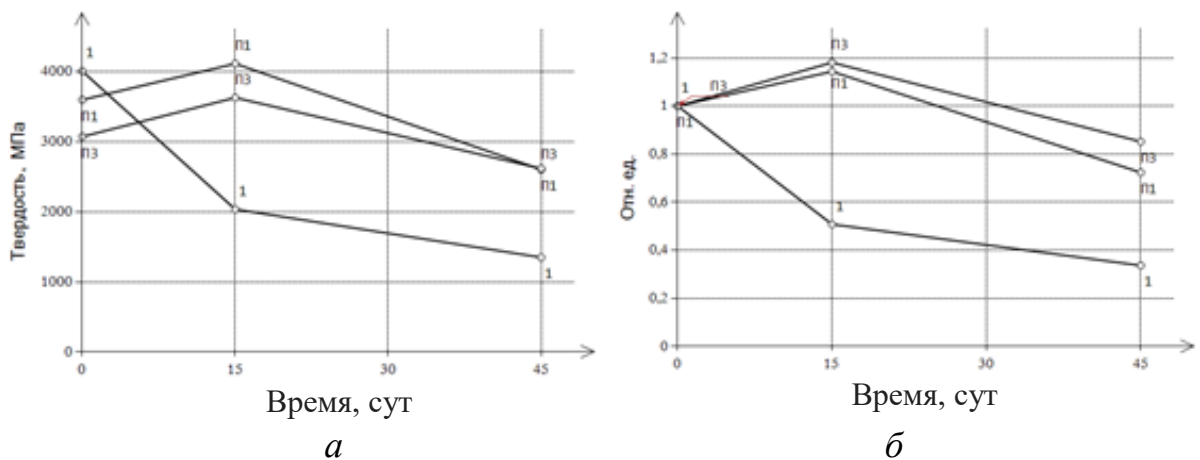 Твердость, МПа
4000
3000
2000
1000
0
0
15
30
45
1
П1
П3
П1
П3
1
П3
П1
1
Время, сут
а
Отн. ед.
1,2
1
0,8
0,6
0,4
0,2
0
0
15
30
45
1
П3
П1
П3
П1
1
П3
П1
1
Время, сут
б